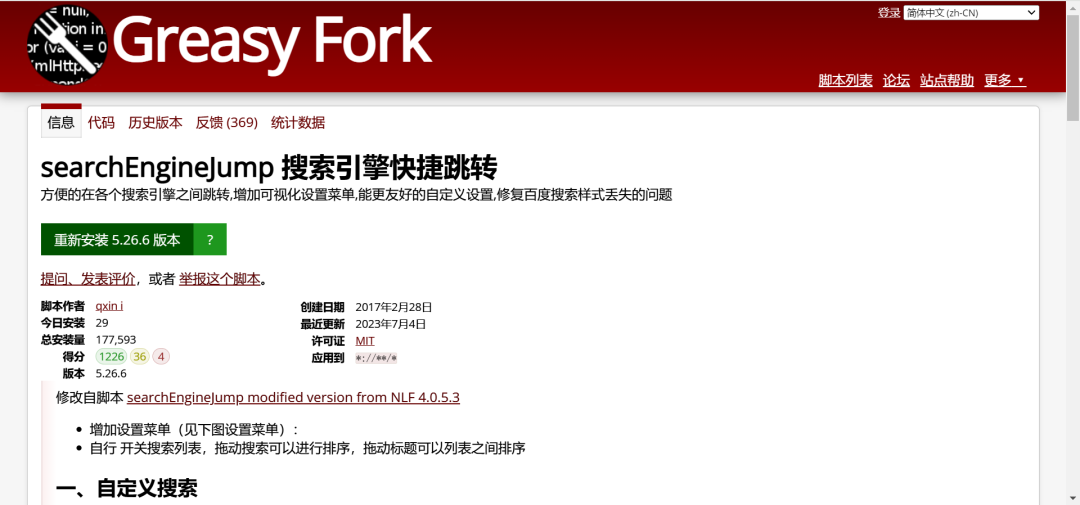 = null,
tion in
or (var i = 0
Greasy Fork
登录 简体中文 (zh-CN)
脚本列表 论坛 站点帮助 更多 ▼
信息 代码 历史版本 反馈 (369) 统计数据
searchEngineJump 搜索引擎快捷跳转
方便的在各个搜索引擎之间跳转,增加可视化设置菜单,能更友好的自定义设置,修复百度搜索样式丢失的问题
重新安装 5.26.6 版本 ?
提问、发表评价，或者 举报这个脚本。
脚本作者 qxin i 创建日期 2017年2月28日
今日安装 29 最近更新 2023年7月4日
总安装量 177,593 许可证 MIT
得分 1226 36 4 应用到 *://**/*
版本 5.26.6
修改自脚本 searchEngineJump modified version from NLF 4.0.5.3
• 增加设置菜单（见下图设置菜单）：
• 自行 开关搜索列表，拖动搜索可以进行排序，拖动标题可以列表之间排序
一、自定义搜索